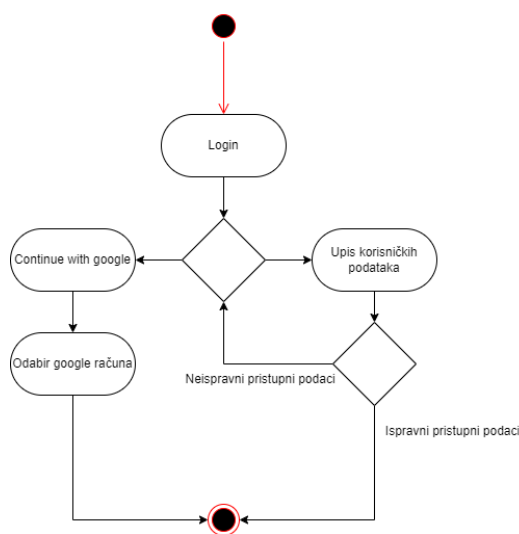 Login
Continue with google
Upis korisničkih
podataka
Odabir google računa
Neispravni pristupni podaci
Ispravni pristupni podaci